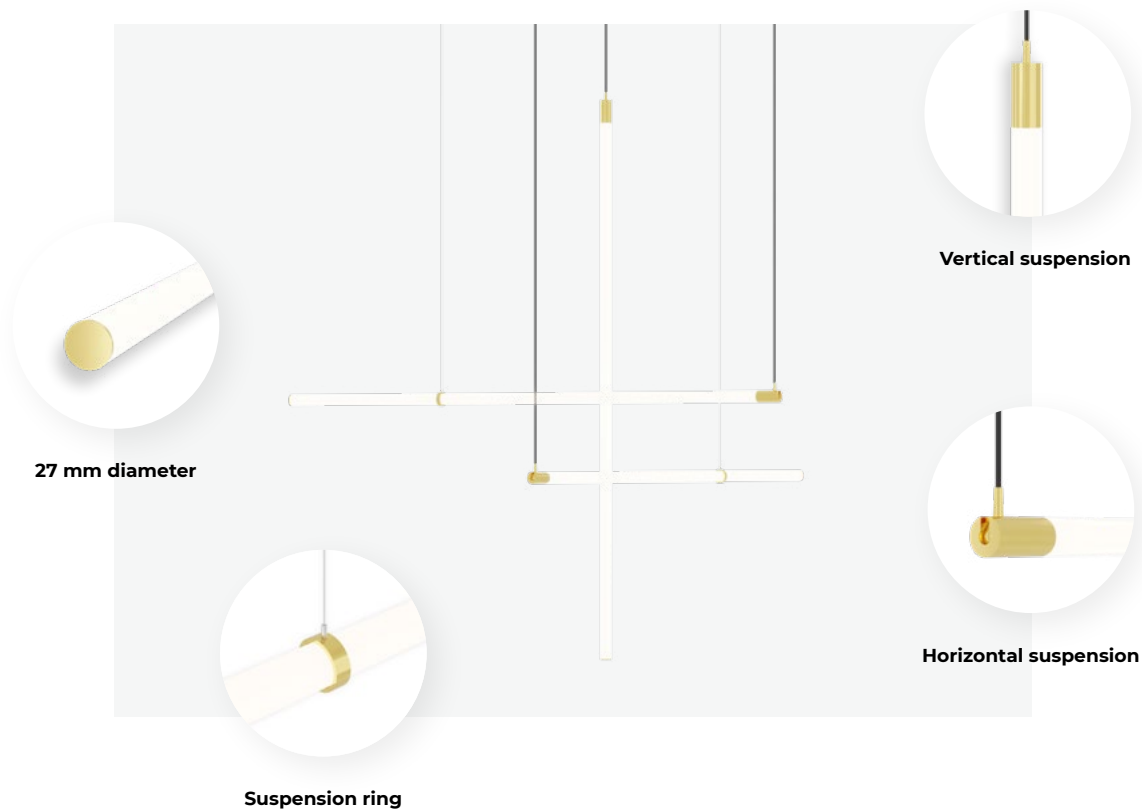 Vertical suspension
27 mm diameter
Horizontal suspension
Suspension ring